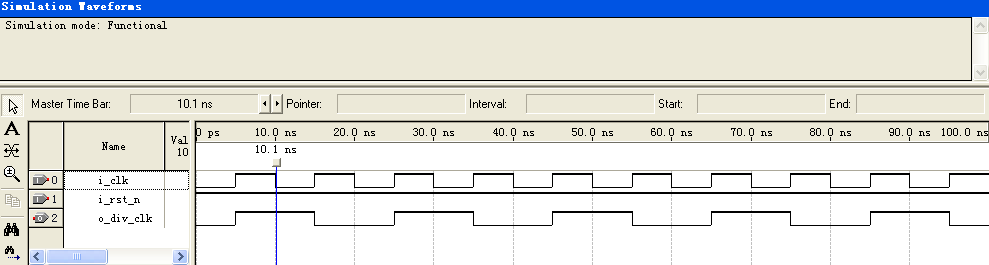 Simulation Waveforms
Simulation mode: Functional
Master Time Bar: 10.1 ns Pointer: Interval: Start: End:
Name Val 10
0 ps 10.0 ns 20.0 ns 30.0 ns 40.0 ns 50.0 ns 60.0 ns 70.0 ns 80.0 ns 90.0 ns 100.0 ns
10.1 ns
0 i_clk
1 i_rst_n
2 o_div_clk